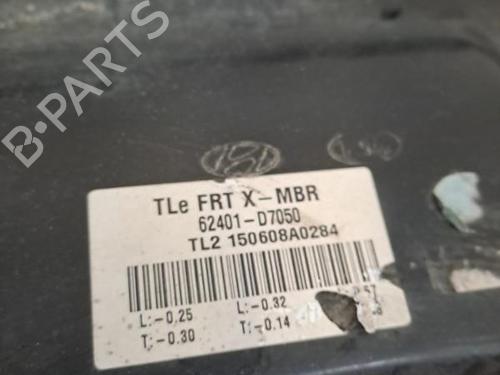 TLe FRT X-MBR
62401-D7050
TL2 150608A0284
L:-0.25 L:-0.32
T:-0.30 T:-0.14
B-PARTS